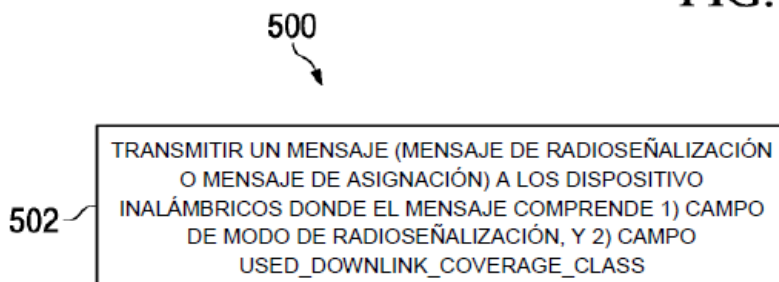 FIG.
500
TRANSMITIR UN MENSAJE (MENSAJE DE RADIOSEÑALIZACIÓN
O MENSAJE DE ASIGNACIÓN) A LOS DISPOSITIVO
502
INALÁMBRICOS DONDE EL MENSAJE COMPRENDE 1) CAMPO
DE MODO DE RADIOSEÑALIZACIÓN, Y 2) CAMPO
USED_DOWNLINK_COVERAGE_CLASS